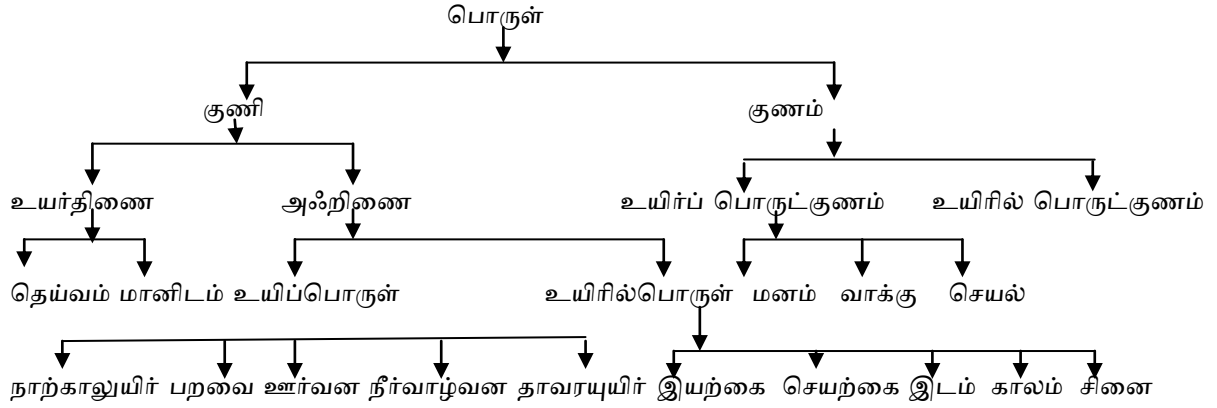 பொருள்
குணி குணம்
உயர்திணை அஃறிணை உயிர்ப் பொருட்குணம் உயிரில் பொருட்குணம்
தெய்வம் மானிடம் உயிப்பொருள் உயிரில்பொருள் மனம் வாக்கு செயல்
நாற்காலுயிர் பறவை ஊர்வன நீர்வாழ்வன தாவரயுயிர் இயற்கை செயற்கை இடம் காலம் சினை